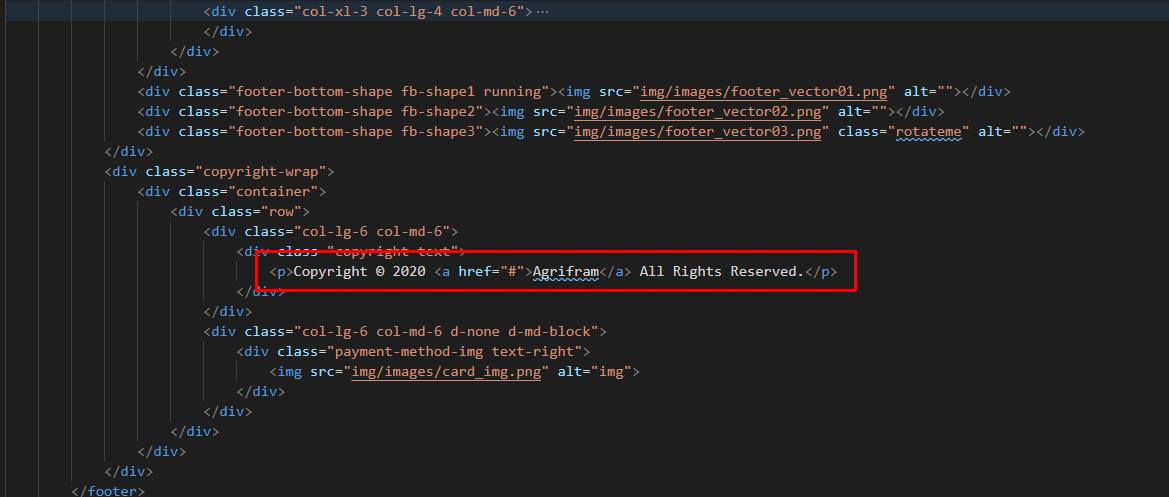 <div class="col-xl-3 col-lg-4 col-md-6">…
</div>
</div>
</div>
<div class="footer-bottom-shape fb-shape1 running"><img src="img/images/footer_vector01.png" alt=""></div>
<div class="footer-bottom-shape fb-shape2"><img src="img/images/footer_vector02.png" alt=""></div>
<div class="footer-bottom-shape fb-shape3"><img src="img/images/footer_vector03.png" class="rotateme" alt=""></div>
</div>
<div class="copyright-wrap">
<div class="container">
<div class="row">
<div class="col-lg-6 col-md-6">
<div class="copyright-text">
<p>Copyright © 2020 <a href="#">Agrifram</a> All Rights Reserved.</p>
</div>
</div>
<div class="col-lg-6 col-md-6 d-none d-md-block">
<div class="payment-method-img text-right">
<img src="img/images/card_img.png" alt="img">
</div>
</div>
</div>
</div>
</div>
</footer>